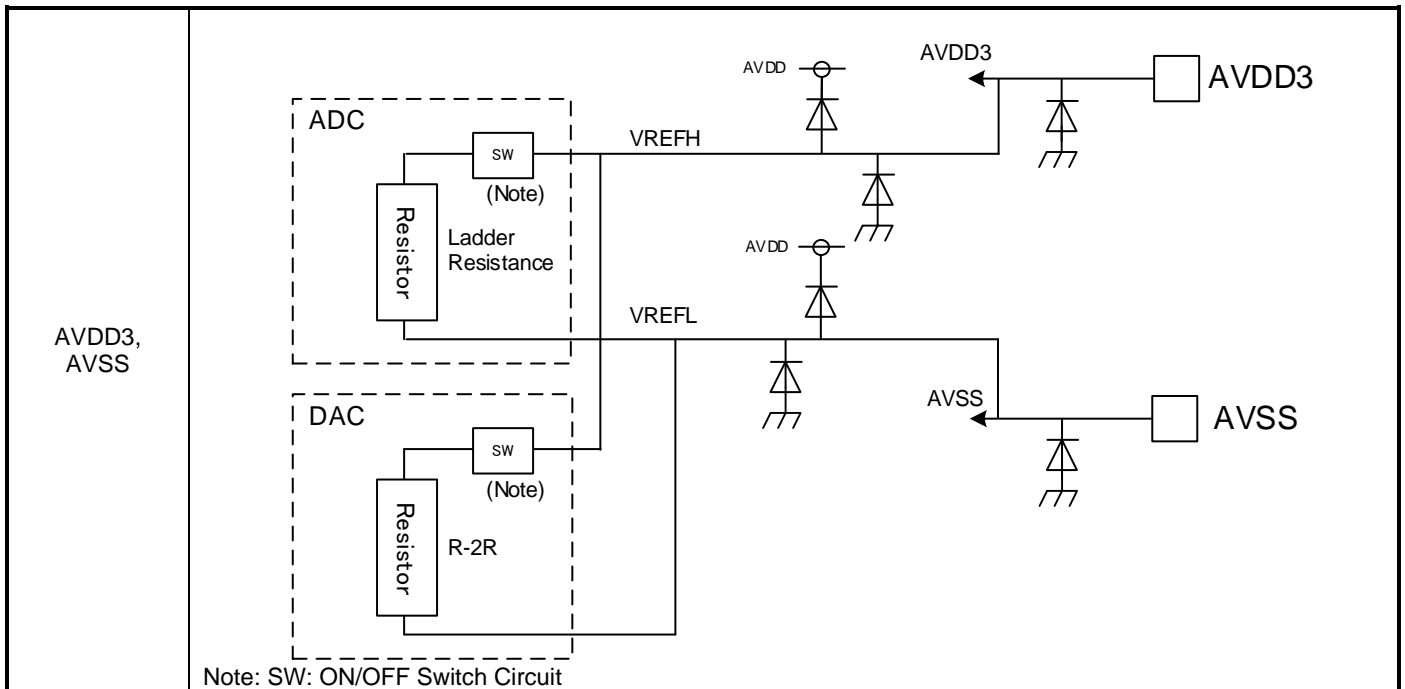 AVDD3,
AVSS
ADC
SW
(Note)
Resistor
Ladder
Resistance
VREFH
AVDD
AVDD3
AVDD3
VREFL
AVDD
AVSS
AVSS
DAC
SW
(Note)
Resistor
R-2R
Note: SW: ON/OFF Switch Circuit